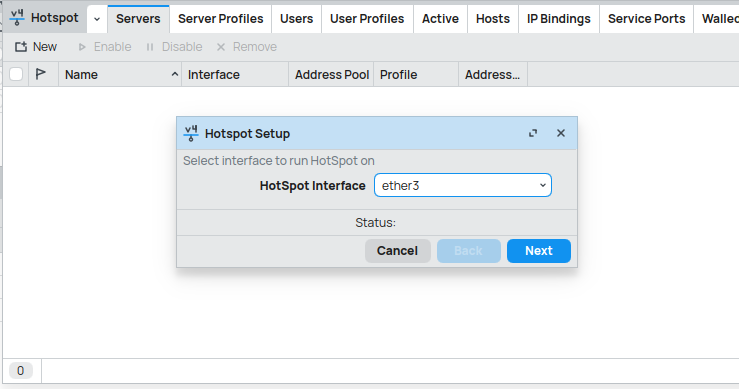 v4 Hotspot Servers Server Profiles Users User Profiles Active Hosts IP Bindings Service Ports Walled
New Enable Disable Remove
Name Interface Address Pool Profile Address...
v4 Hotspot Setup
Select interface to run HotSpot on
HotSpot Interface ether3
Status:
Cancel Back Next
0